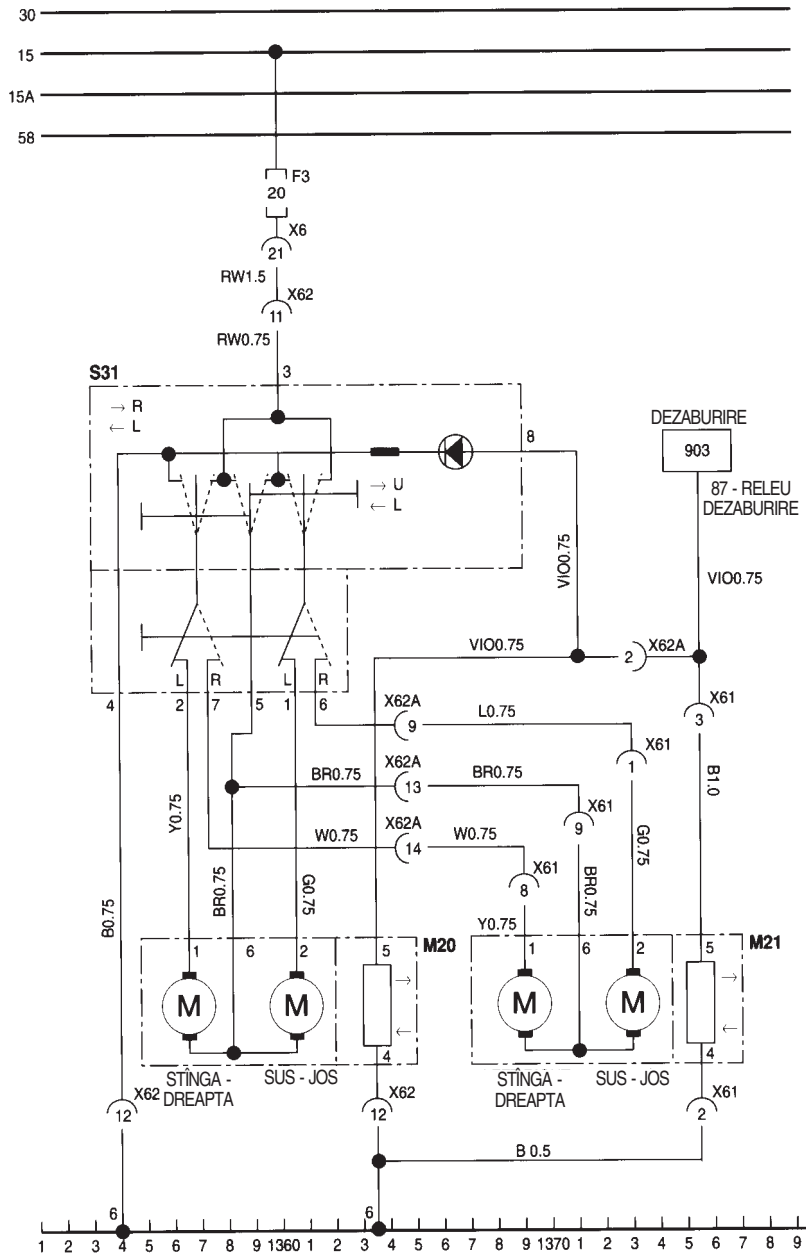 30
15
15A
58
F3
20
X6
21
RW1.5
X62
11
RW0.75
S31
3
→ R
← L
8
→ U
← L
DEZABURIRE
903
87 - RELEU
DEZABURIRE
VIO0.75
VIO0.75
VIO0.75
2
X62A
L R L R
4 2 7 5 1 6
X61
3
X62A
9
L0.75
X61
1
BR0.75
X62A
13
BR0.75
X61
9
W0.75
X62A
14
W0.75
X61
8
B0.75
Y0.75
BR0.75
G0.75
Y0.75
BR0.75
G0.75
B1.0
1 6 2 5
M20
1 6 2 5
M21
M M
M M
→
←
→
←
4
4
STÎNGA -
DREAPTA
SUS - JOS
STÎNGA -
DREAPTA
SUS - JOS
X62
12
X62
12
X61
2
B 0.5
6
6
1 2 3 4 5 6 7 8 9 1360 1 2 3 4 5 6 7 8 9 1370 1 2 3 4 5 6 7 8 9